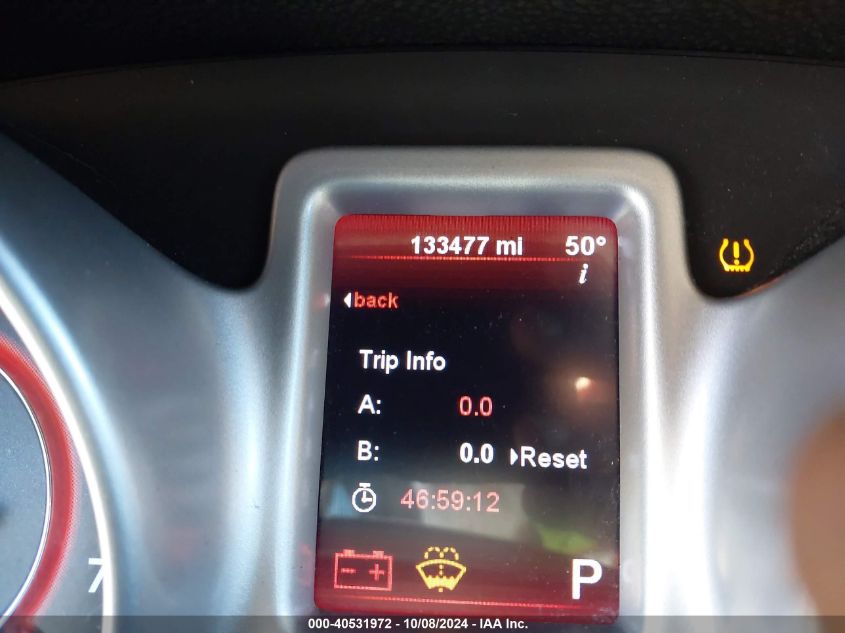 133477 mi 50°
i
back
Trip Info
A: 0.0
B: 0.0 Reset
46:59:12
- +
P
7
000-40531972 - 10/08/2024 - IAA Inc.